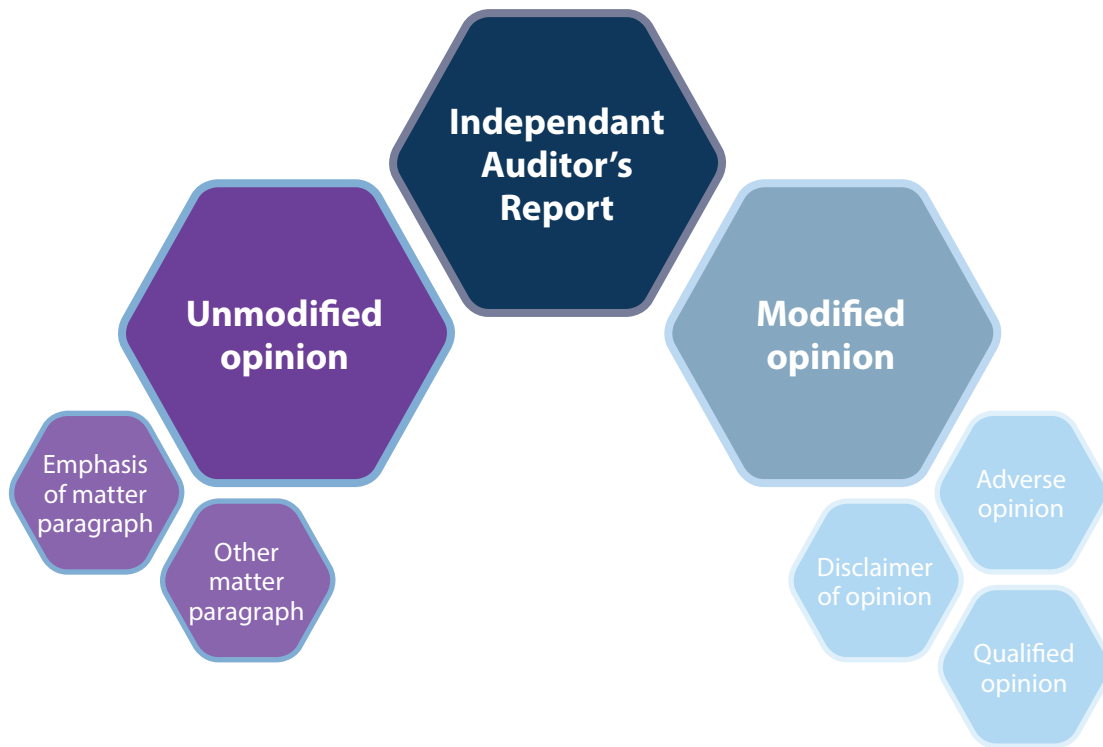 Independant
Auditor’s
Report
Unmodified
opinion
Modified
opinion
Emphasis
of matter
paragraph
Other
matter
paragraph
Adverse
opinion
Disclaimer
of opinion
Qualified
opinion